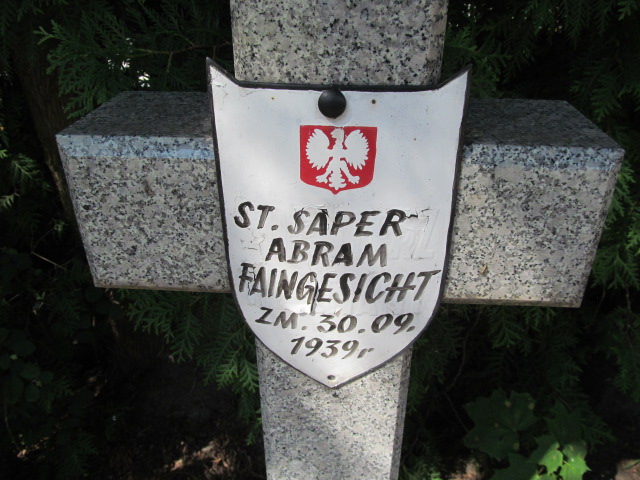 ST. SAPER
ABRAM
FAINGESICHT
ZM. 30.09.
1939r